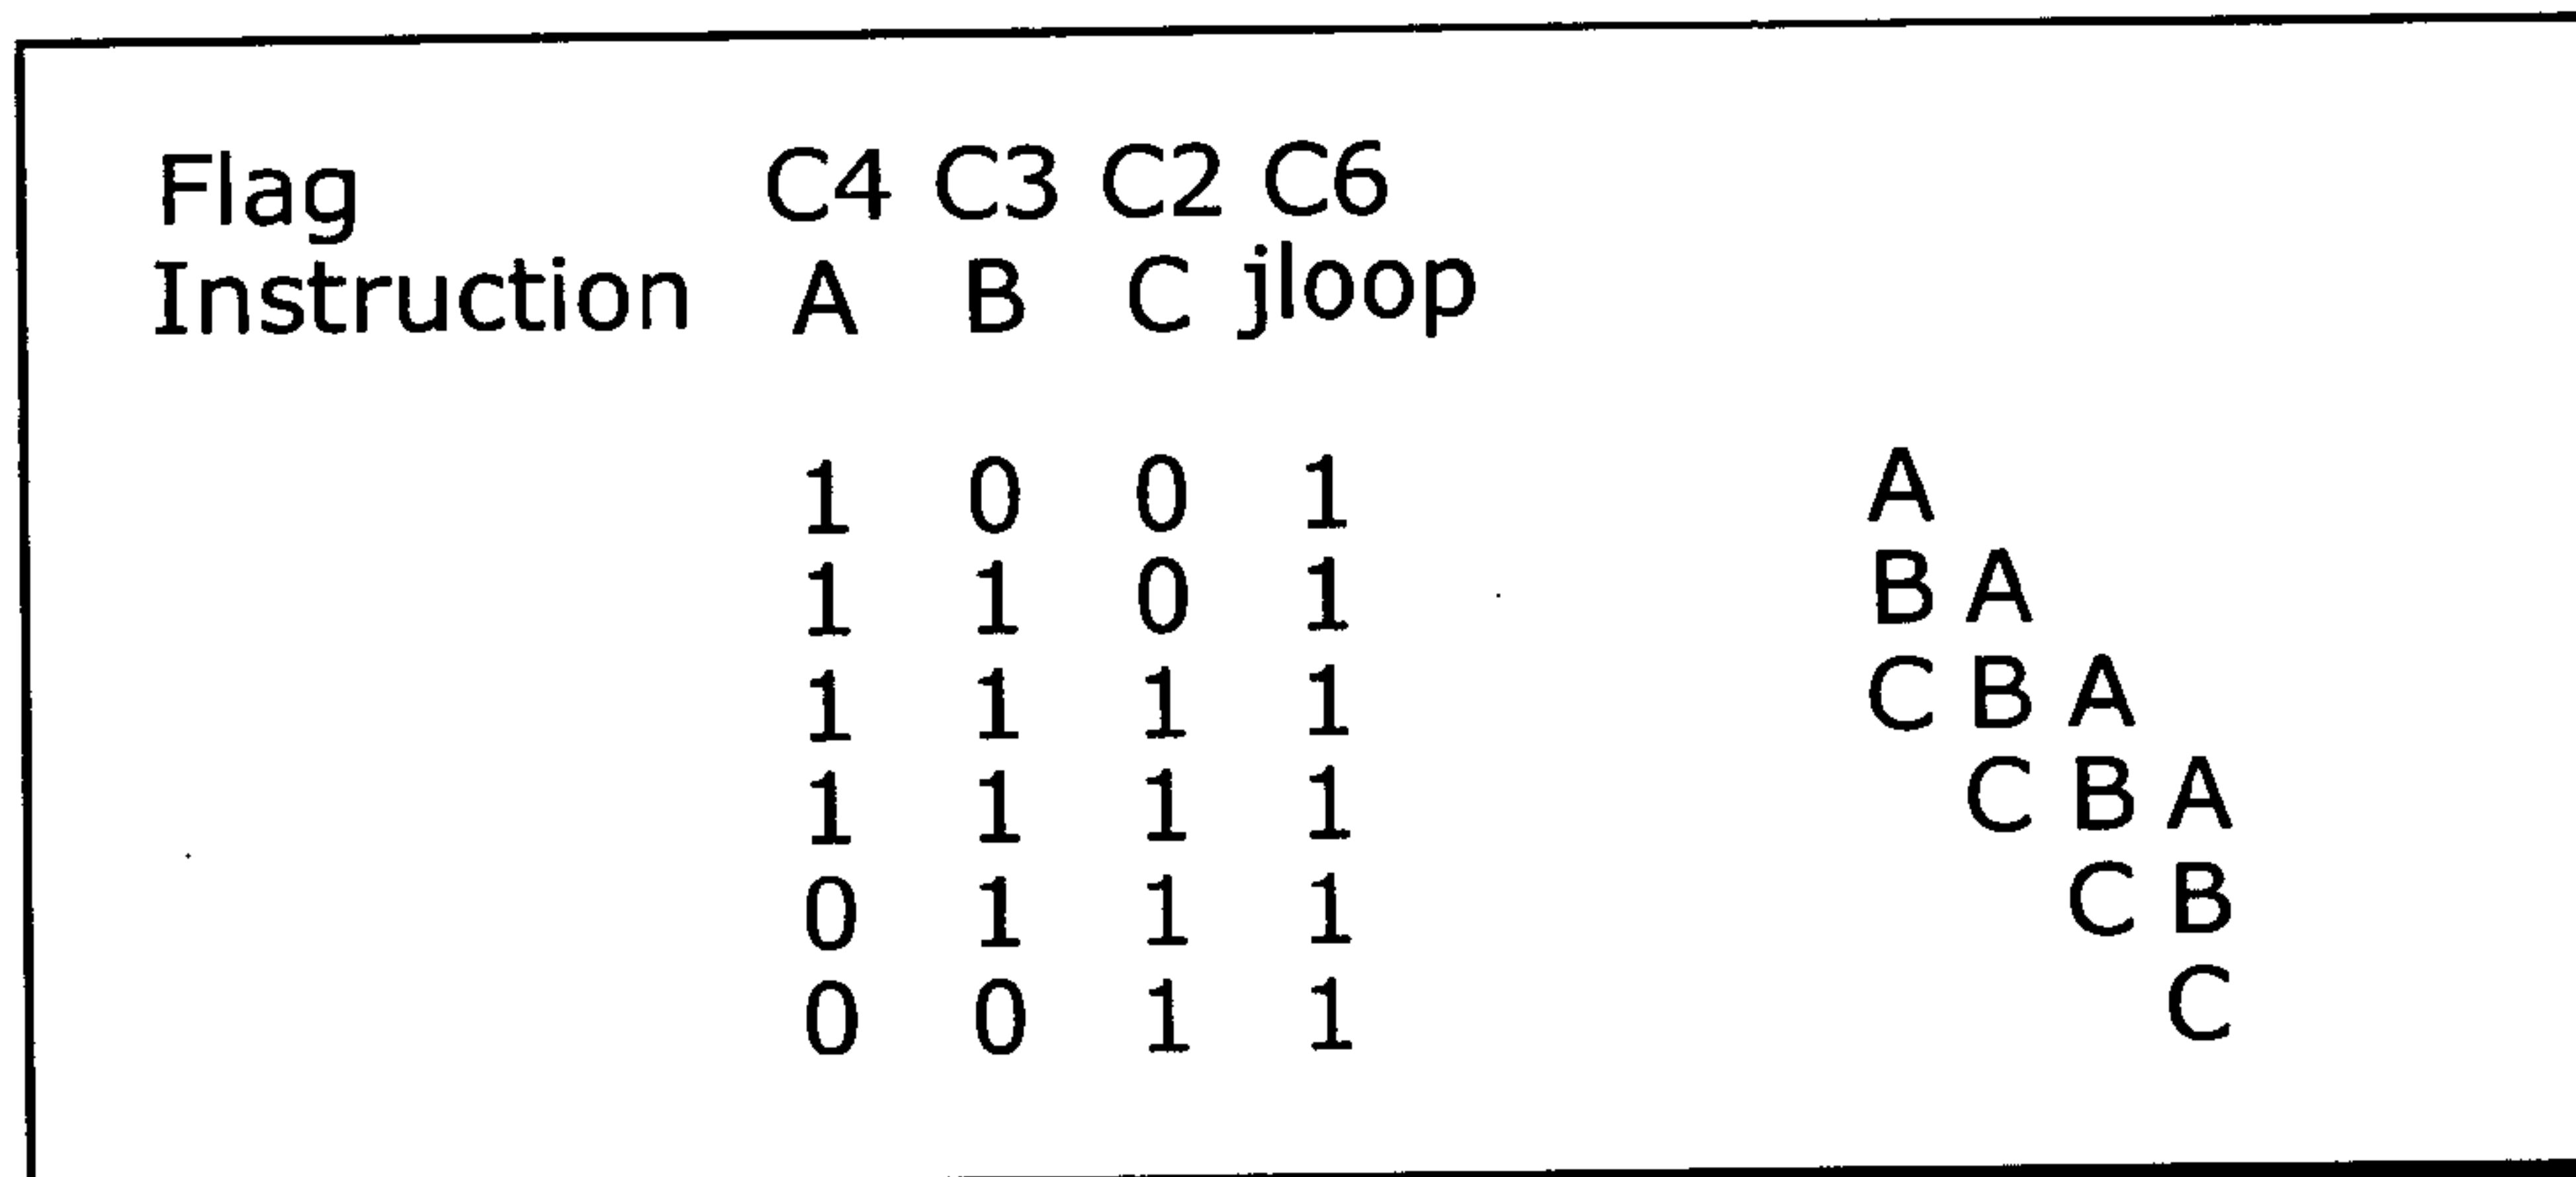 Flag C4 C3 C2 C6
Instruction A B C jloop
1 0 0 1 A
1 1 0 1 B A
1 1 1 1 C B A
1 1 1 1 C B A
0 1 1 1 C B
0 0 1 1 C